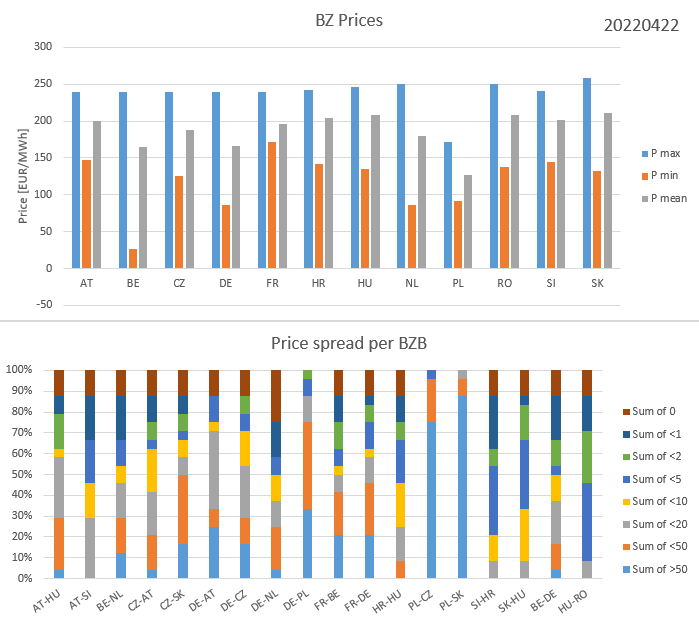 BZ Prices
20220422
Price [EUR/MWh]
300
250
200
150
100
50
0
-50
AT BE CZ DE FR HR HU NL PL RO SI SK
P max
P min
P mean
Price spread per BZB
100%
90%
80%
70%
60%
50%
40%
30%
20%
10%
0%
AT-HU AT-SI BE-NL CZ-AT CZ-SK DE-AT DE-CZ DE-NL DE-PL FR-BE FR-DE HR-HU PL-CZ PL-SK SI-HR SK-HU BE-DE HU-RO
Sum of 0
Sum of <1
Sum of <2
Sum of <5
Sum of <10
Sum of <20
Sum of <50
Sum of >50